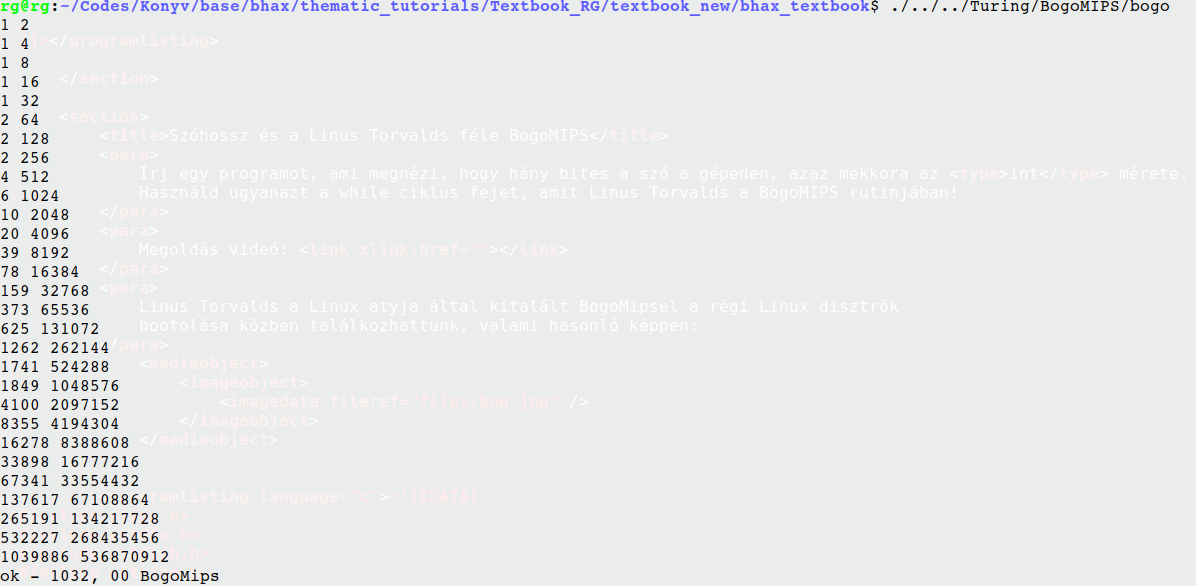 rg@rg:~/Codes/Konyv/base/bhax/thematic_tutorials/Textbook_RG/textbook_new/bhax_textbook$ ./../../Turing/BogoMIPS/bogo
1 2
1 4
1 8
1 16
1 32
2 64
2 128
2 256
4 512
6 1024
10 2048
20 4096
39 8192
78 16384
159 32768
373 65536
625 131072
1262 262144
1741 524288
1849 1048576
4100 2097152
8355 4194304
16278 8388608
33898 16777216
67341 33554432
137617 67108864
265191 134217728
532227 268435456
1039886 536870912
ok - 1032, 00 BogoMips
></programlisting>
</section>
<section>
<title>Szóhossz és a Linus Torvalds féle BogoMIPS</title>
<para>
Írj egy programot, ami megnézi, hogy hány bites a szó a gépeden, azaz mekkora az <type>int</type> mérete.
Használd ugyanazt a while ciklus fejet, amit Linus Torvalds a BogoMIPS rutinjában!
</para>
<para>
Megoldás videó: <link xlink:href=""></link>
</para>
<para>
Linus Torvalds a Linux atyja által kitalált BogoMipsel a régi Linux disztrók
bootolása közben találkozhattunk, valami hasonló képpen:
/para>
<mediaobject>
<imageobject>
<imagedata fileref="files/bog.jpg" />
</imageobject>
</mediaobject>
ramlisting language="c"><![CDATA[
.h>
.h>
.h>